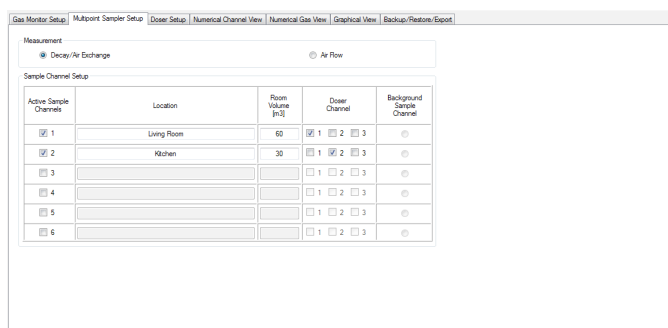 Gas Monitor Setup Multipoint Sampler Setup Doser Setup Numerical Channel View Numerical Gas View Graphical View Backup/Restore/Export
Measurement
Decay/Air Exchange Air Flow
Sample Channel Setup
Active Sample Channels Location Room Volume [m3] Doser Channel Background Sample Channel
1 Living Room 60 1 2 3
2 Kitchen 30 1 2 3
3 1 2 3
4 1 2 3
5 1 2 3
6 1 2 3